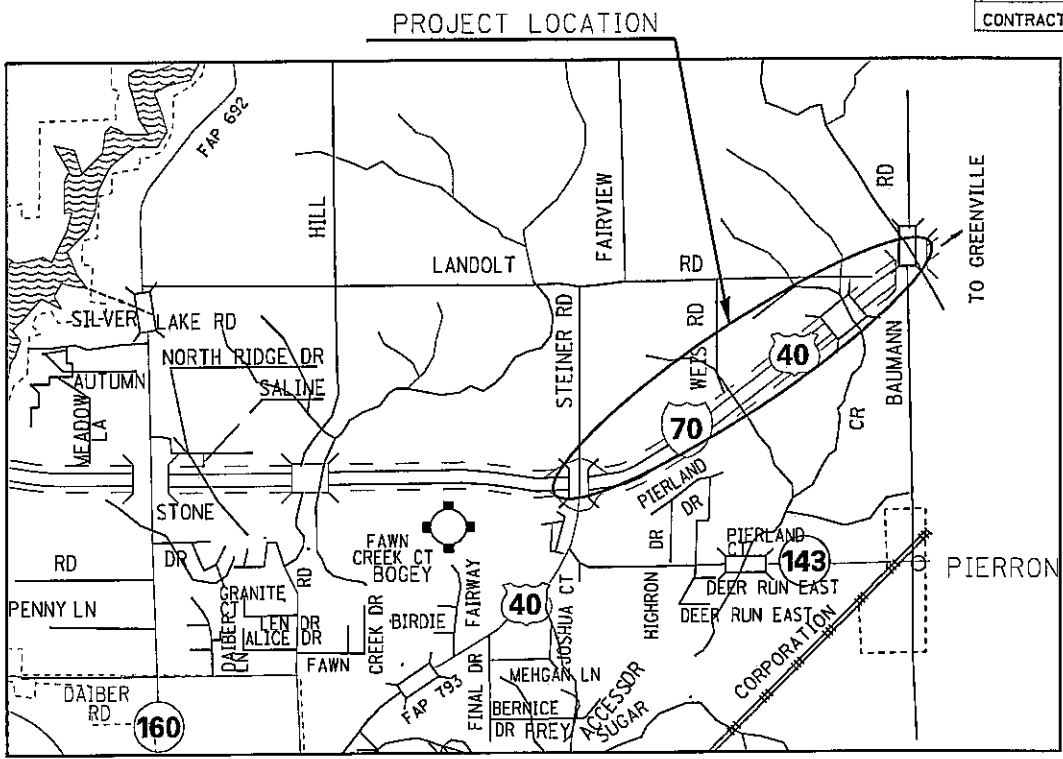 CONTRACT
PROJECT LOCATION
FAP 692
HILL
FAIRVIEW
RD
TO GREENVILLE
LANDOLT
RD
SILVER LAKE RD
STEINER RD
WEIS RD
40
BAUMANN
NORTH RIDGE DR
AUTUMN
SALINE
MEADOW
LA
70
CR
PIERLAND
DR
STONE
DR
RD
FAWN
CREEK CT
BOGEY
DR
PIERLAND
CT
143
PIERRON
GRANITE
CT
RD
40
DEER RUN EAST
PENNY LN
LEN DR
ALICE DR
BIRDIE
FAIRWAY
JOSHUA CT
HIGHRON
DEER RUN EAST
DAIBER
LN
FAWN
CREEK DR
CORPORATION
DAIBER
RD
FAP 793
FINAL DR
MEHGAN LN
BERNICE
DR FREY
ACCESSDR
SUGAR
160